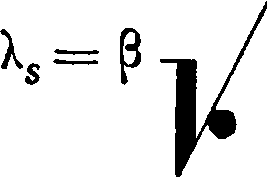 λₛ = β